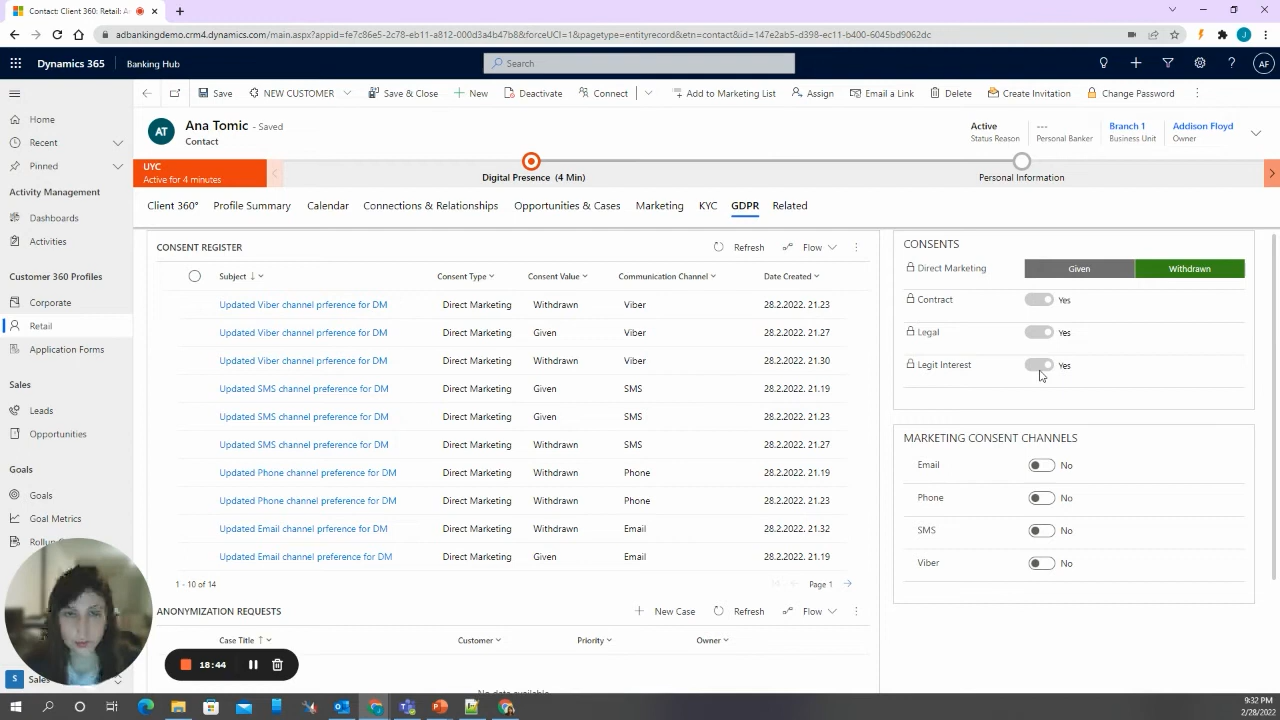 Contact: Client 360: Retail: A
adbankingdemo.crm4.dynamics.com/main.aspx?appid=fe7c86e5-2c78-eb11-a812-000d3a4b47b8&forceUCI=1&pagetype=entityrecord&etn=contact&id=147e2ab5-d398-ec11-b400-6045bd9062dc
J
Dynamics 365
Banking Hub
Search
AF
Save
NEW CUSTOMER
Save & Close
New
Deactivate
Connect
Add to Marketing List
Assign
Email a Link
Delete
Create Invitation
Change Password
Home
Recent
Pinned
Activity Management
Dashboards
Activities
Customer 360 Profiles
Corporate
Retail
Application Forms
Sales
Leads
Opportunities
Goals
Goals
Goal Metrics
S
Sales
AT
Ana Tomic - Saved
Contact
Active
Status Reason
---
Personal Banker
Branch 1
Business Unit
Addison Floyd
Owner
UYC
Active for 4 minutes
Digital Presence (4 Min)
Personal Information
Client 360° Profile Summary Calendar Connections & Relationships Opportunities & Cases Marketing KYC GDPR Related
CONSENT REGISTER
Refresh
Flow
Subject Consent Type Consent Value Communication Channel Date Created
Updated Viber channel prference for DM Direct Marketing Withdrawn Viber 28.2.2022. 21.23
Updated Viber channel prference for DM Direct Marketing Given Viber 28.2.2022. 21.27
Updated Viber channel prference for DM Direct Marketing Withdrawn Viber 28.2.2022. 21.30
Updated SMS channel preference for DM Direct Marketing Given SMS 28.2.2022. 21.19
Updated SMS channel preference for DM Direct Marketing Given SMS 28.2.2022. 21.23
Updated SMS channel preference for DM Direct Marketing Withdrawn SMS 28.2.2022. 21.27
Updated Phone channel preference for DM Direct Marketing Withdrawn Phone 28.2.2022. 21.19
Updated Phone channel preference for DM Direct Marketing Withdrawn Phone 28.2.2022. 21.23
Updated Email channel prference for DM Direct Marketing Withdrawn Email 28.2.2022. 21.32
Updated Email channel preference for DM Direct Marketing Given Email 28.2.2022. 21.19
1 - 10 of 14
Page 1
ANONYMIZATION REQUESTS
New Case
Refresh
Flow
Case Title Customer Priority Owner
No data available
18:44
CONSENTS
Direct Marketing Given Withdrawn
Contract Yes
Legal Yes
Legit Interest Yes
MARKETING CONSENT CHANNELS
Email No
Phone No
SMS No
Viber No
9:32 PM
2/28/2022